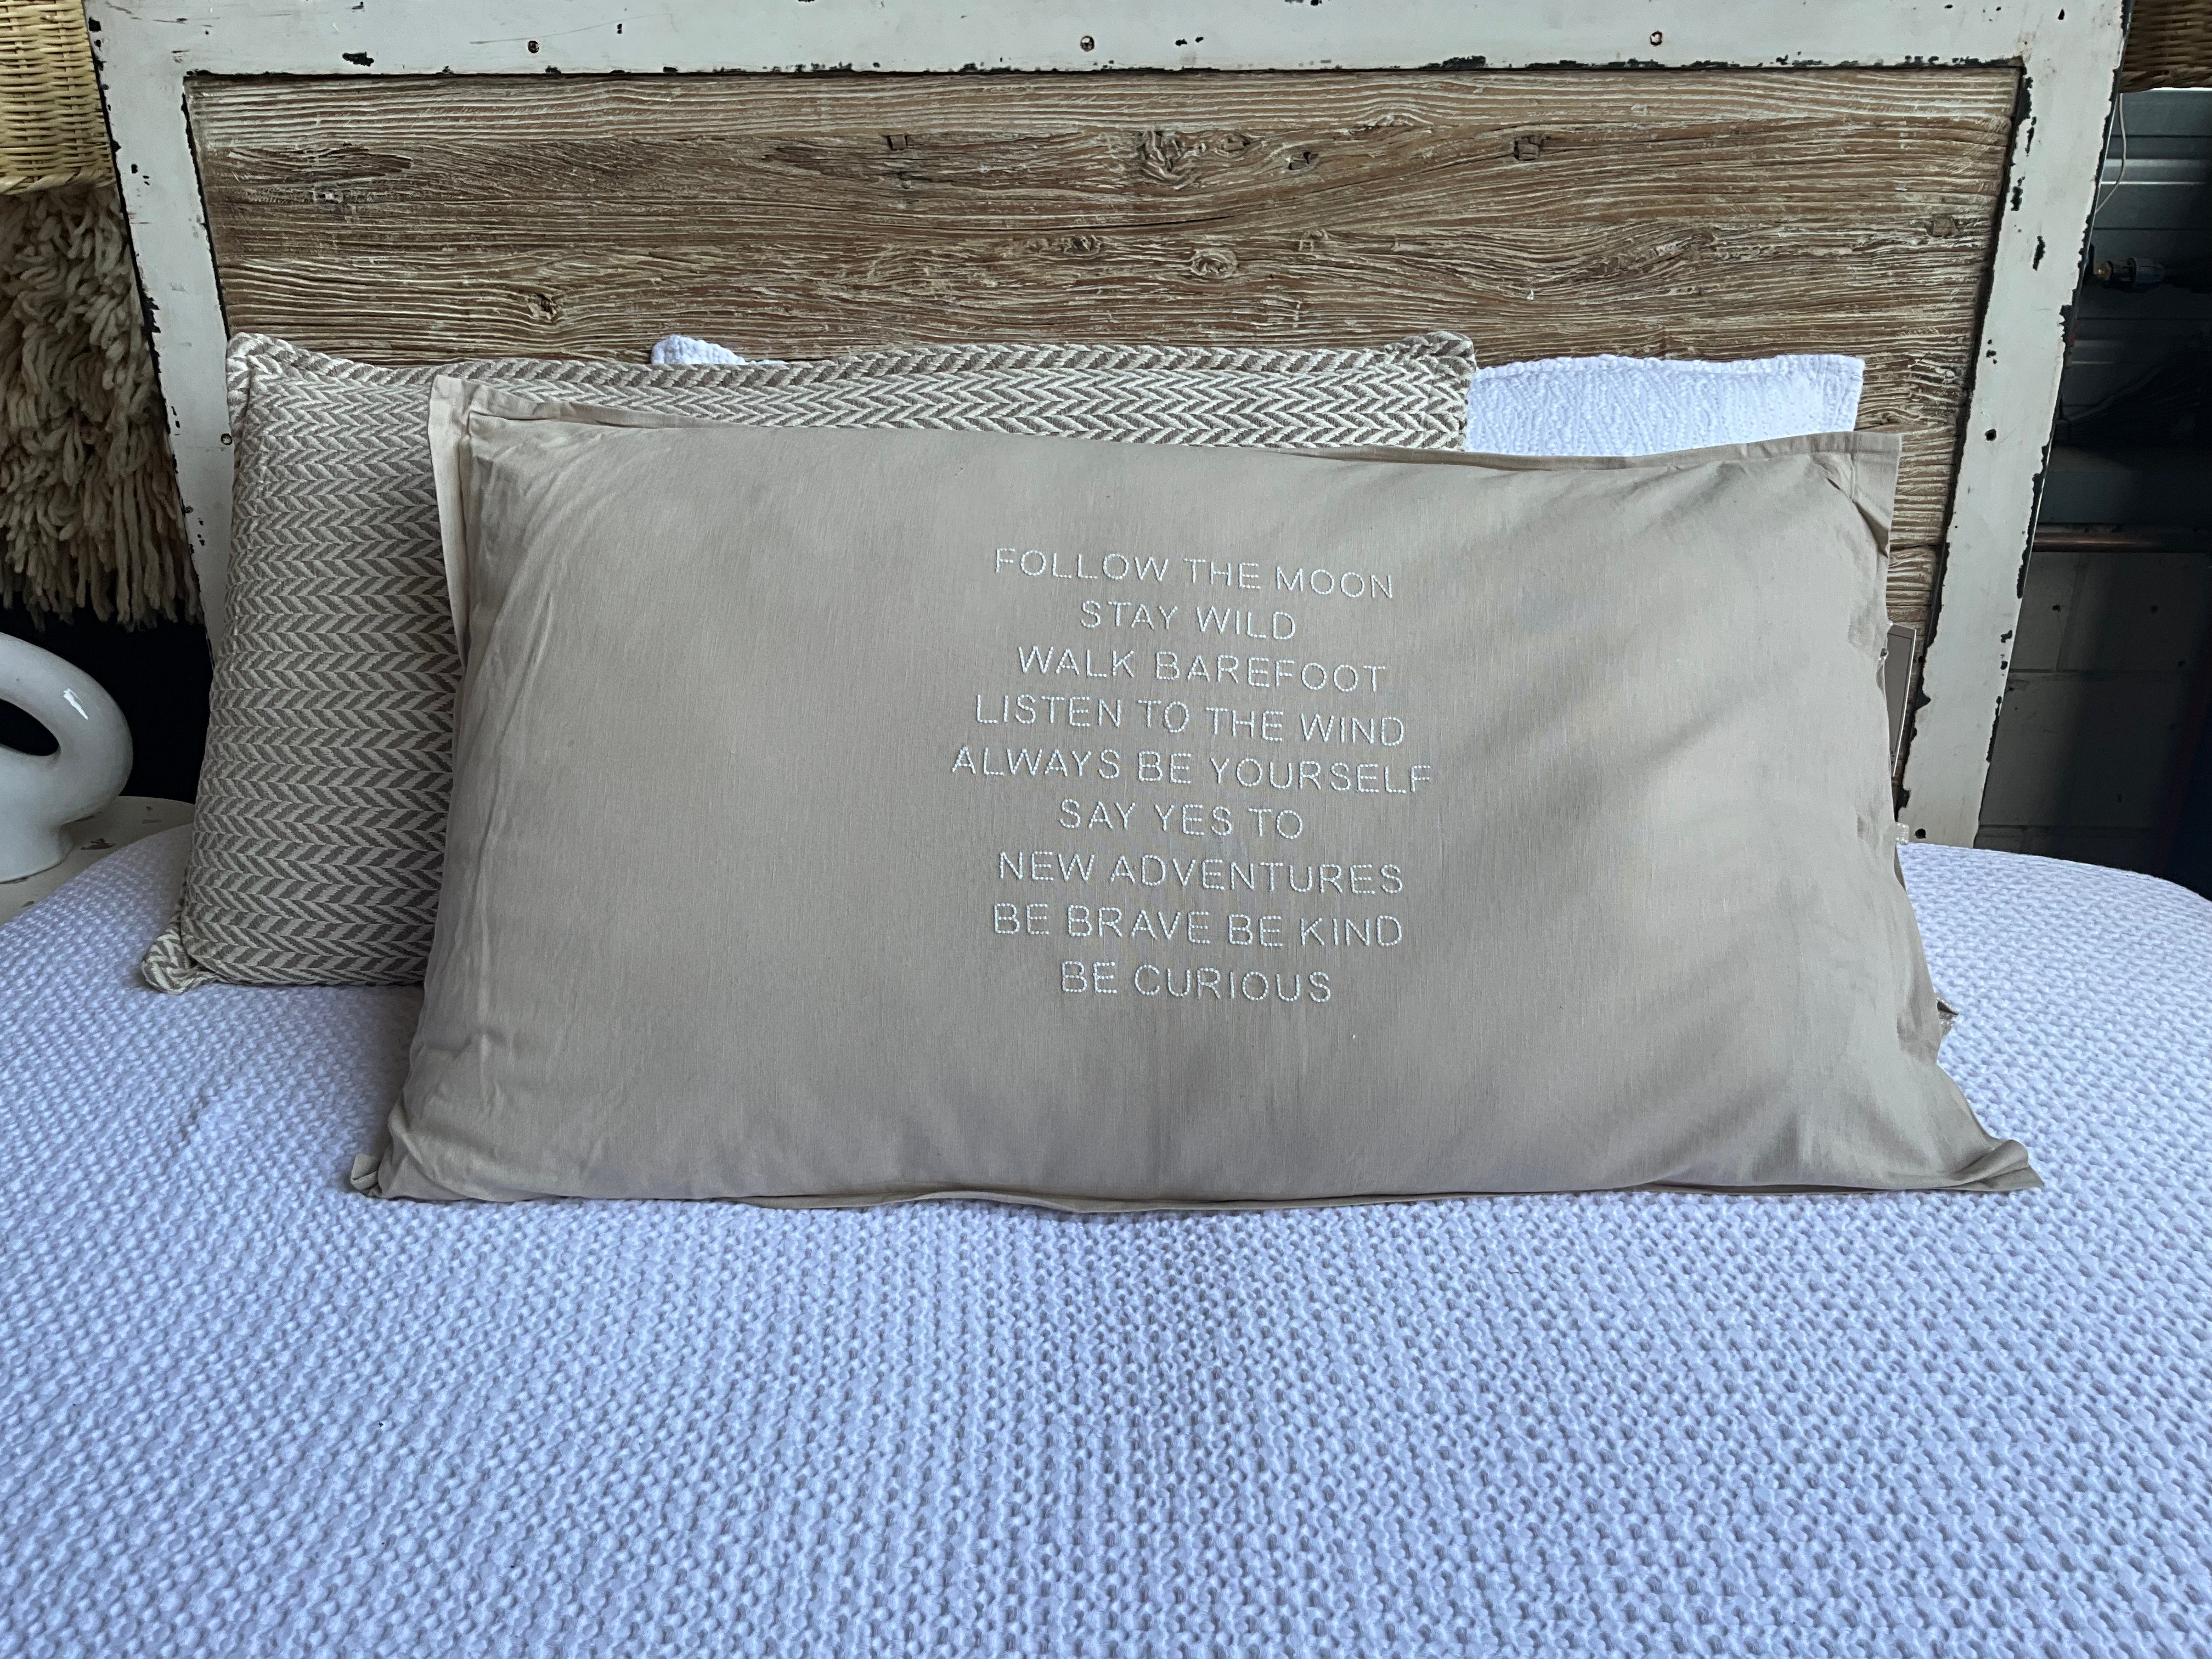 FOLLOW THE MOON
STAY WILD
WALK BAREFOOT
LISTEN TO THE WIND
ALWAYS BE YOURSELF
SAY YES TO
NEW ADVENTURES
BE BRAVE BE KIND
BE CURIOUS